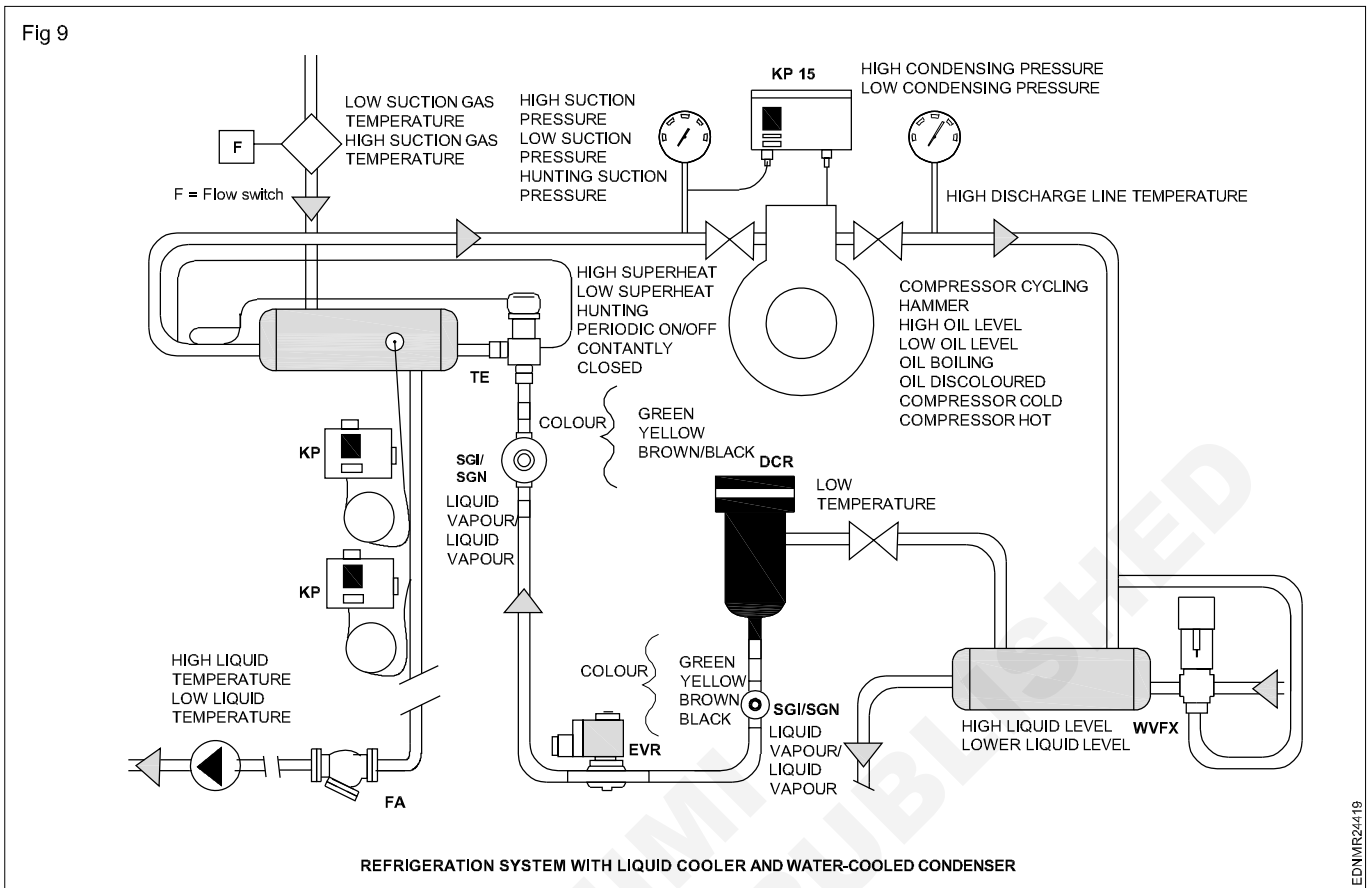 Fig 9
LOW SUCTION GAS
TEMPERATURE
HIGH SUCTION GAS
TEMPERATURE
F
F = Flow switch
HIGH SUCTION
PRESSURE
LOW SUCTION
PRESSURE
HUNTING SUCTION
PRESSURE
KP 15
HIGH CONDENSING PRESSURE
LOW CONDENSING PRESSURE
HIGH DISCHARGE LINE TEMPERATURE
HIGH SUPERHEAT
LOW SUPERHEAT
HUNTING
PERIODIC ON/OFF
CONTANTLY
CLOSED
TE
COMPRESSOR CYCLING
HAMMER
HIGH OIL LEVEL
LOW OIL LEVEL
OIL BOILING
OIL DISCOLOURED
COMPRESSOR COLD
COMPRESSOR HOT
COLOUR
GREEN
YELLOW
BROWN/BLACK
KP
SGI/
SGN
LIQUID
VAPOUR/
LIQUID
VAPOUR
DCR
LOW
TEMPERATURE
KP
HIGH LIQUID
TEMPERATURE
LOW LIQUID
TEMPERATURE
FA
COLOUR
GREEN
YELLOW
BROWN
BLACK
EVR
SGI/SGN
LIQUID
VAPOUR/
LIQUID
VAPOUR
HIGH LIQUID LEVEL
LOWER LIQUID LEVEL
WVFX
REFRIGERATION SYSTEM WITH LIQUID COOLER AND WATER-COOLED CONDENSER
EDNMR24419
NIMI
PUBLISHED